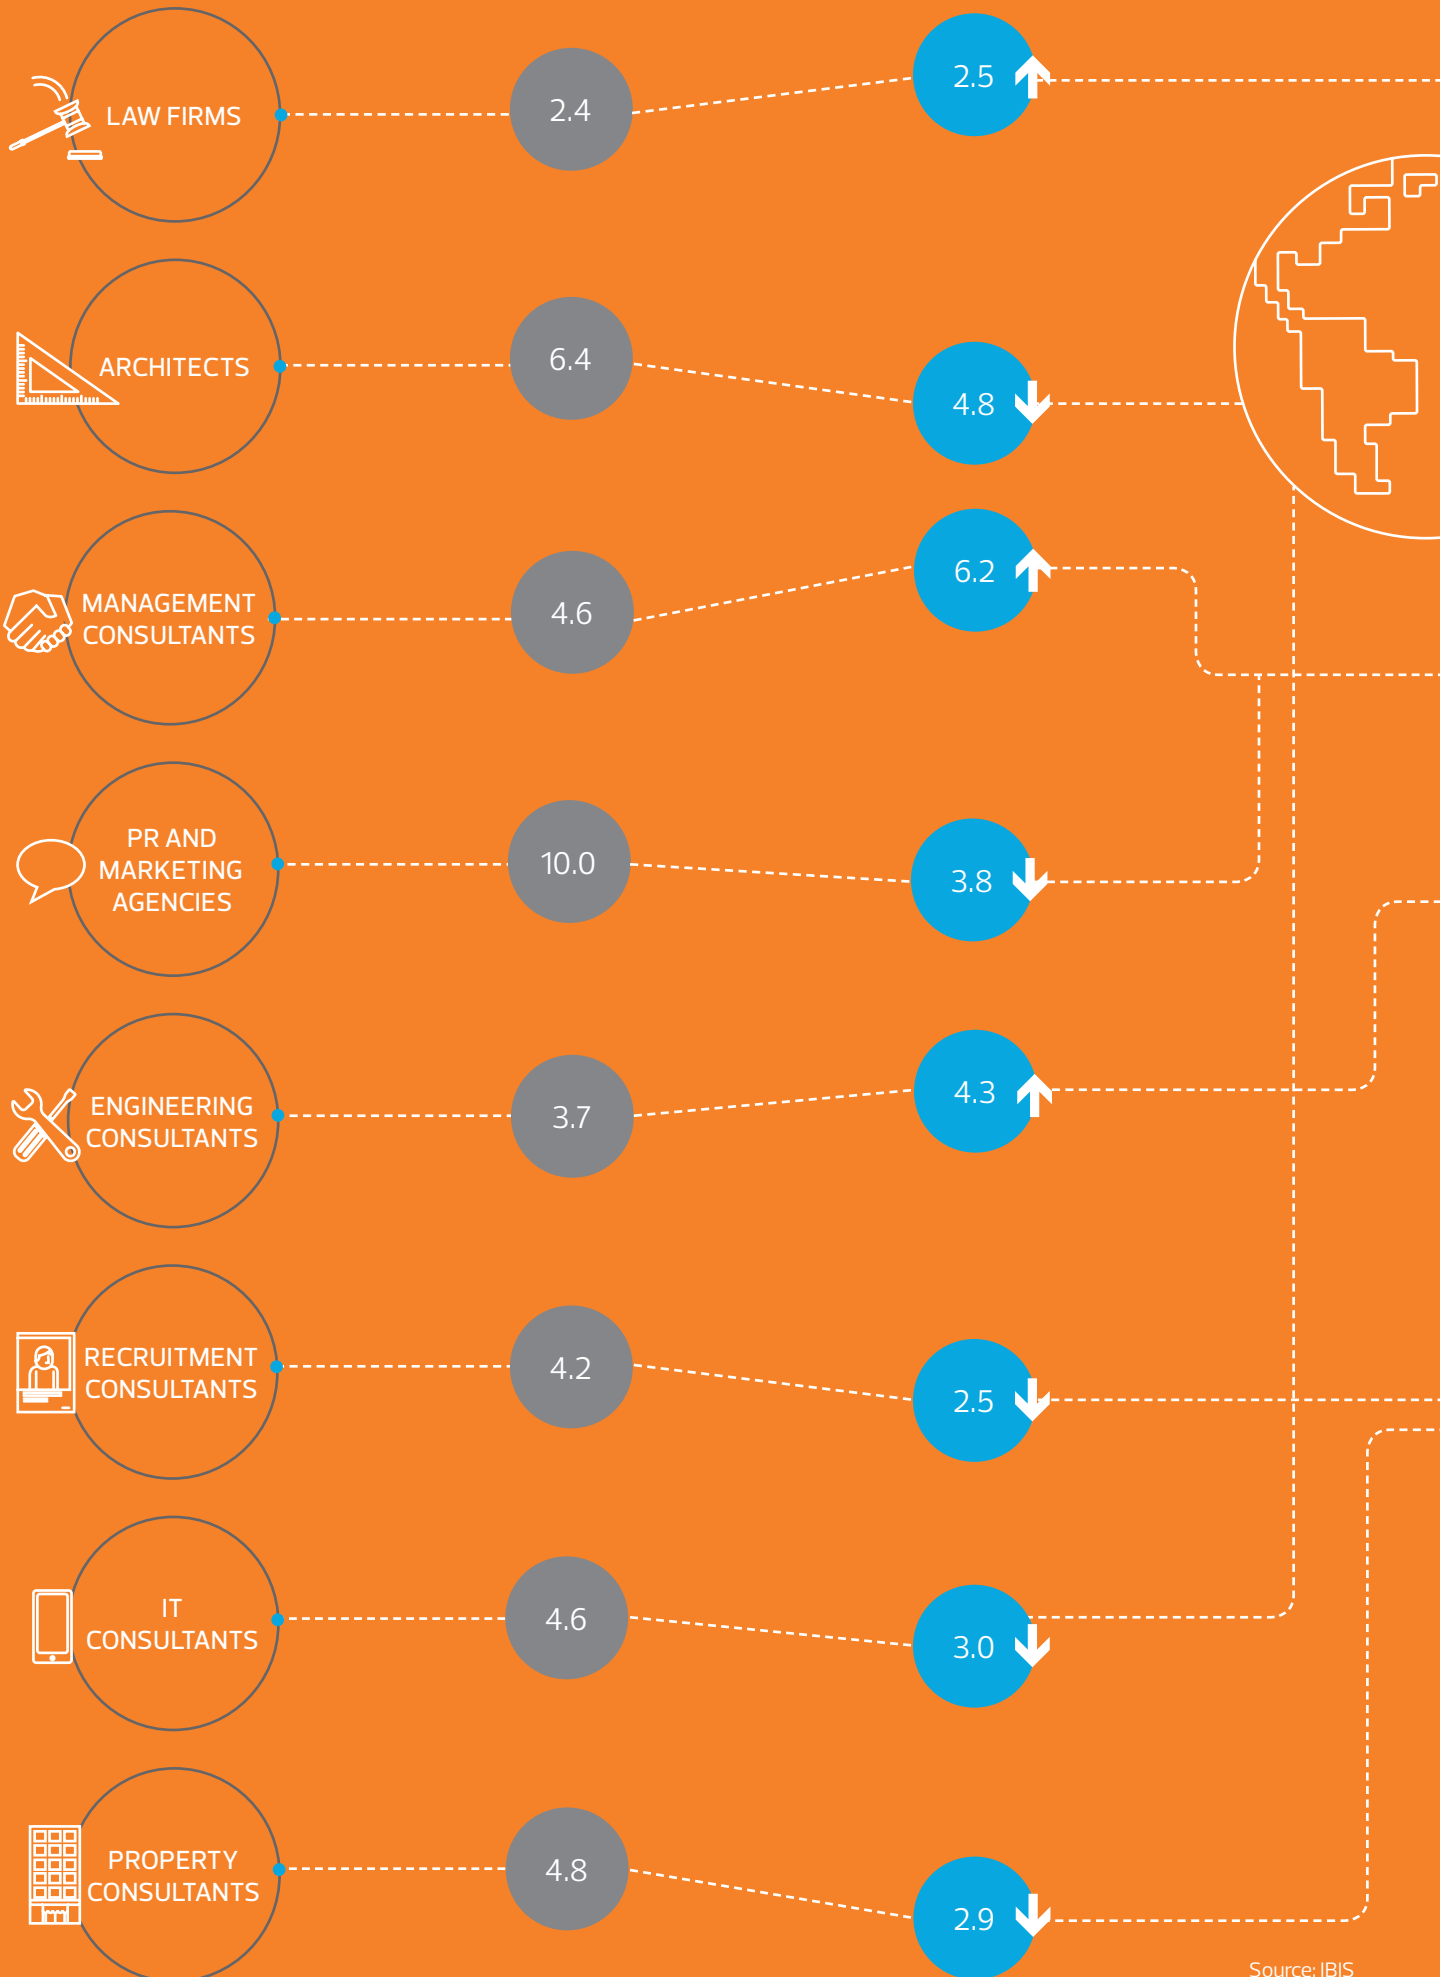 LAW FIRMS
2.4
2.5
ARCHITECTS
6.4
4.8
MANAGEMENT
CONSULTANTS
4.6
6.2
PR AND
MARKETING
AGENCIES
10.0
3.8
ENGINEERING
CONSULTANTS
3.7
4.3
RECRUITMENT
CONSULTANTS
4.2
2.5
IT
CONSULTANTS
4.6
3.0
PROPERTY
CONSULTANTS
4.8
2.9
Source: IBIS